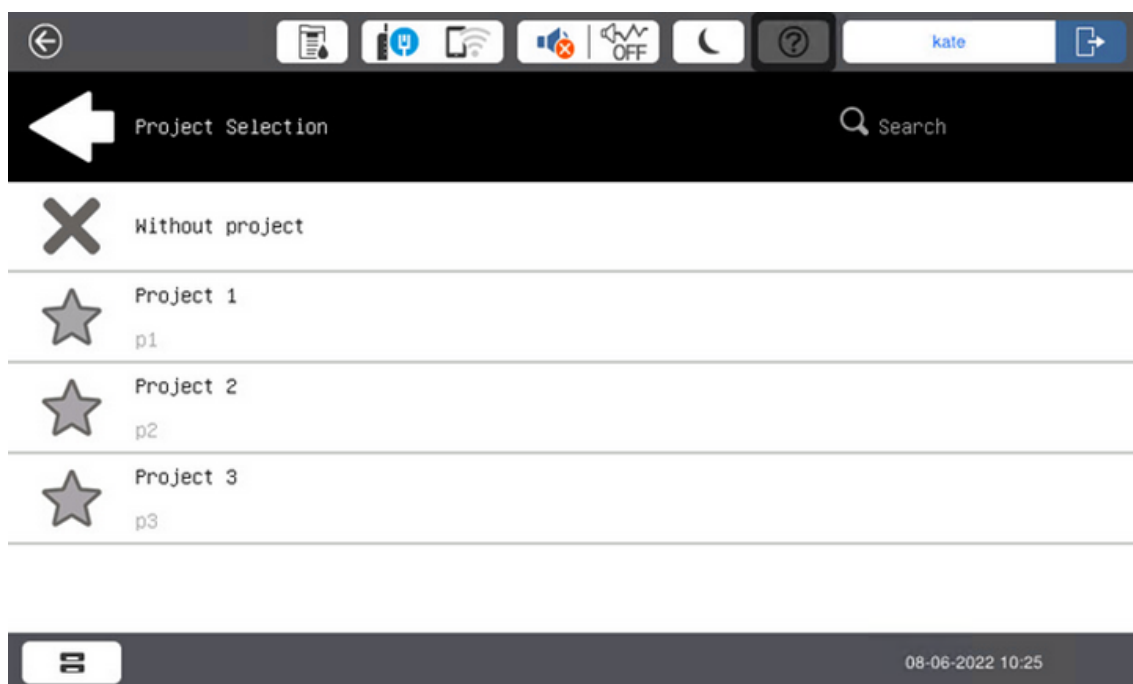 OFF
kate
Project Selection
Search
Without project
Project 1
p1
Project 2
p2
Project 3
p3
08-06-2022 10:25